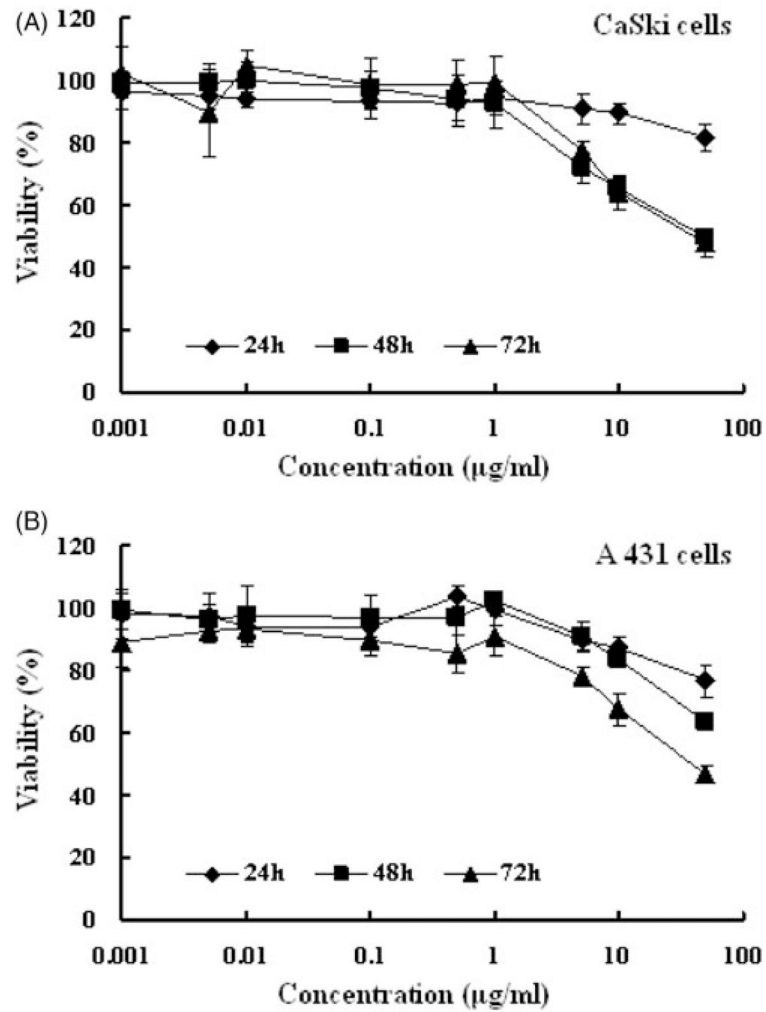 (A)
CaSki cells
120
100
80
60
40
20
0
Viability (%)
24h 48h 72h
0.001 0.01 0.1 1 10 100
Concentration (μg/ml)
(B)
A 431 cells
120
100
80
60
40
20
0
Viability (%)
24h 48h 72h
0.001 0.01 0.1 1 10 100
Concentration (μg/ml)